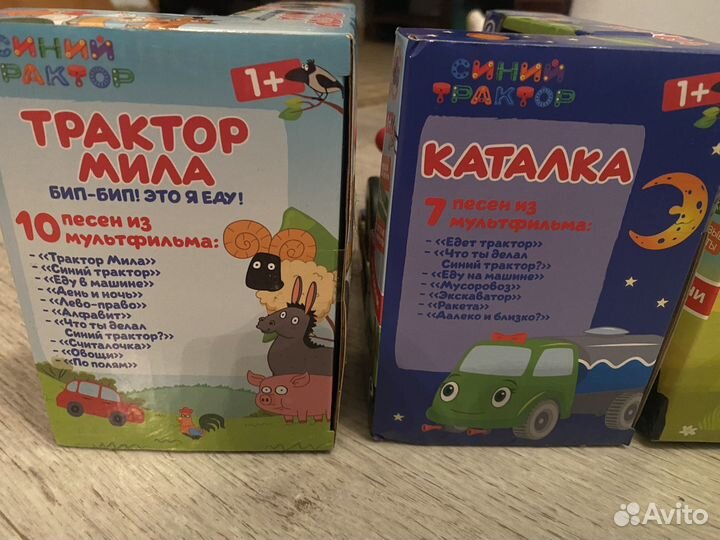 СИНИЙ
ТРАКТОР
1+
ТРАКТОР
МИЛА
БИП-БИП! ЭТО Я ЕДУ!
10 песен из
мультфильма:
- «Трактор Мила»
- «Синий трактор»
- «Еду в машине»
- «День и ночь»
- «Лево-право»
- «Алфавит»
- «Что ты делал
Синий трактор?»
- «Считалочка»
- «Овощи»
- «По полям»
СИНИЙ
ТРАКТОР
1+
КАТАЛКА
7 песен из
мультфильма:
- «Едет трактор»
- «Что ты делал
Синий трактор?»
- «Еду на машине»
- «Мусоровоз»
- «Экскаватор»
- «Ракета»
- «Далеко и близко?»
Avito